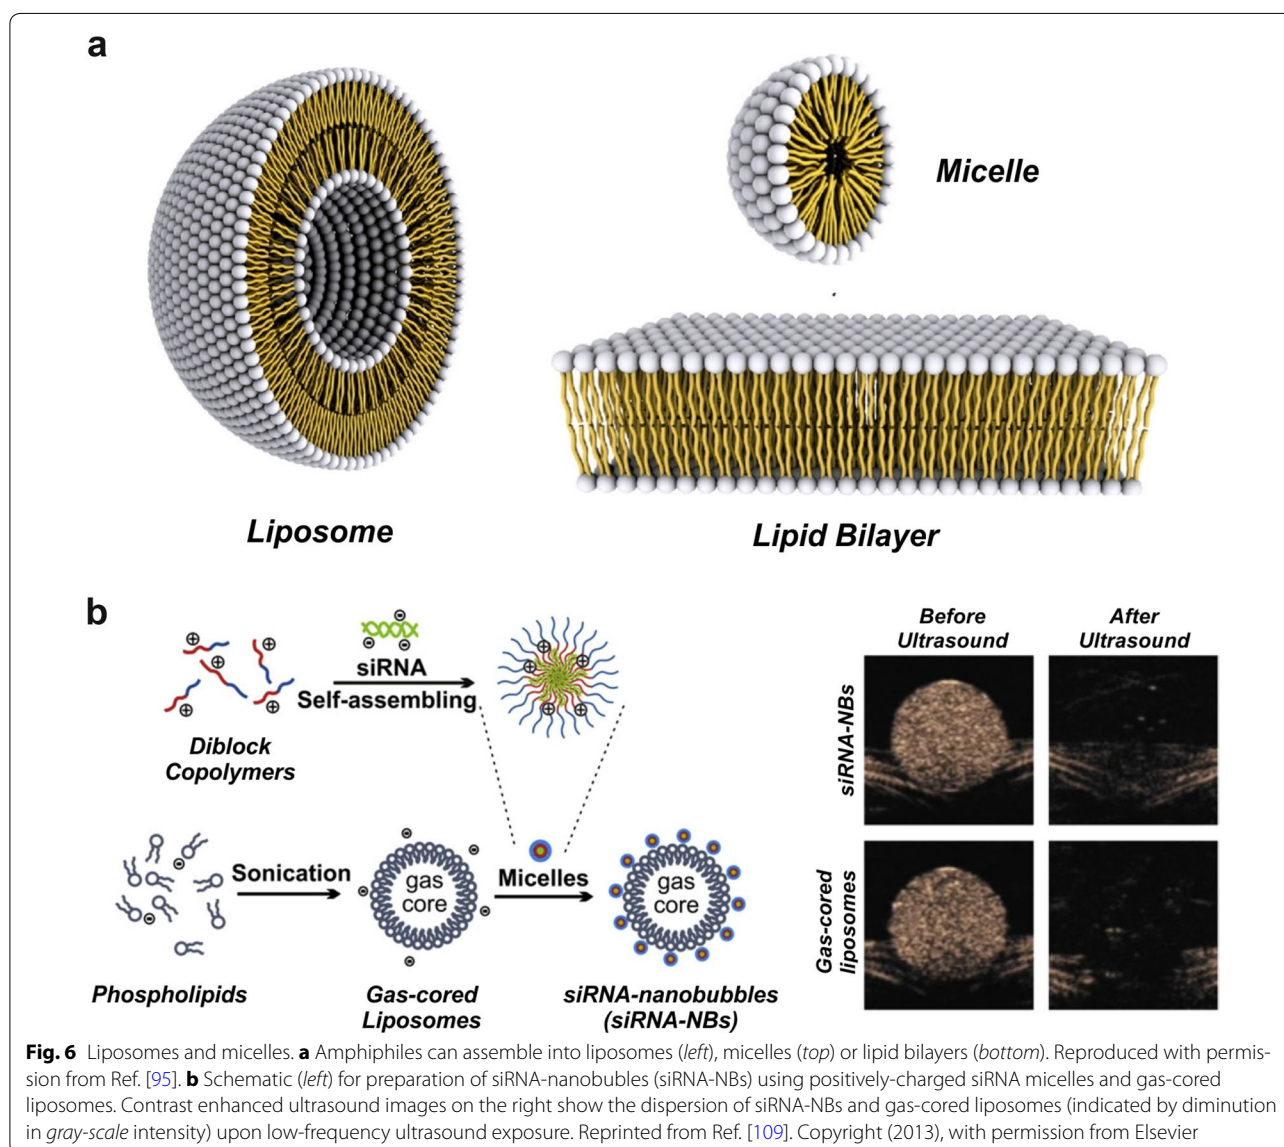 a
Micelle
Liposome
Lipid Bilayer
b
siRNA
Self-assembling
Diblock
Copolymers
Before
Ultrasound
After
Ultrasound
siRNA-NBs
Gas-cored
liposomes
Sonication
gas
core
Micelles
gas
core
Phospholipids
Gas-cored
Liposomes
siRNA-nanobubbles
(siRNA-NBs)
Fig. 6 Liposomes and micelles. a Amphiphiles can assemble into liposomes (left), micelles (top) or lipid bilayers (bottom). Reproduced with permis-
sion from Ref. [95]. b Schematic (left) for preparation of siRNA-nanobubles (siRNA-NBs) using positively-charged siRNA micelles and gas-cored
liposomes. Contrast enhanced ultrasound images on the right show the dispersion of siRNA-NBs and gas-cored liposomes (indicated by diminution
in gray-scale intensity) upon low-frequency ultrasound exposure. Reprinted from Ref. [109]. Copyright (2013), with permission from Elsevier